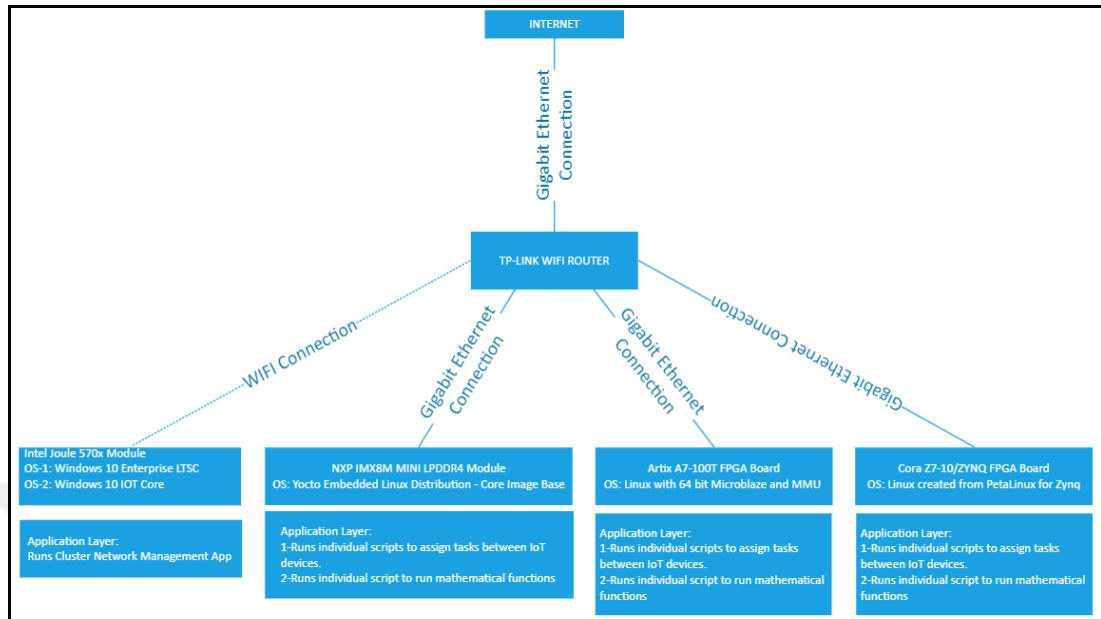 INTERNET
Gigabit Ethernet
Connection
TP-LINK WIFI ROUTER
WIFI Connection
Gigabit Ethernet
Connection
Gigabit Ethernet
Connection
Gigabit Ethernet Connection
Intel Joule 570x Module
OS-1: Windows 10 Enterprise LTSC
OS-2: Windows 10 IOT Core
NXP IMX8M MINI LPDDR4 Module
OS: Yocto Embedded Linux Distribution - Core Image Base
Artix A7-100T FPGA Board
OS: Linux with 64 bit Microblaze and MMU
Cora Z7-10/ZYNQ FPGA Board
OS: Linux created from PetaLinux for Zynq
Application Layer:
Runs Cluster Network Management App
Application Layer:
1-Runs individual scripts to assign tasks between IoT
devices.
2-Runs individual script to run mathematical functions
Application Layer:
1-Runs individual scripts to assign tasks
between IoT devices.
2-Runs individual script to run mathematical
functions
Application Layer:
1-Runs individual scripts to assign tasks
between IoT devices.
2-Runs individual script to run mathematical
functions